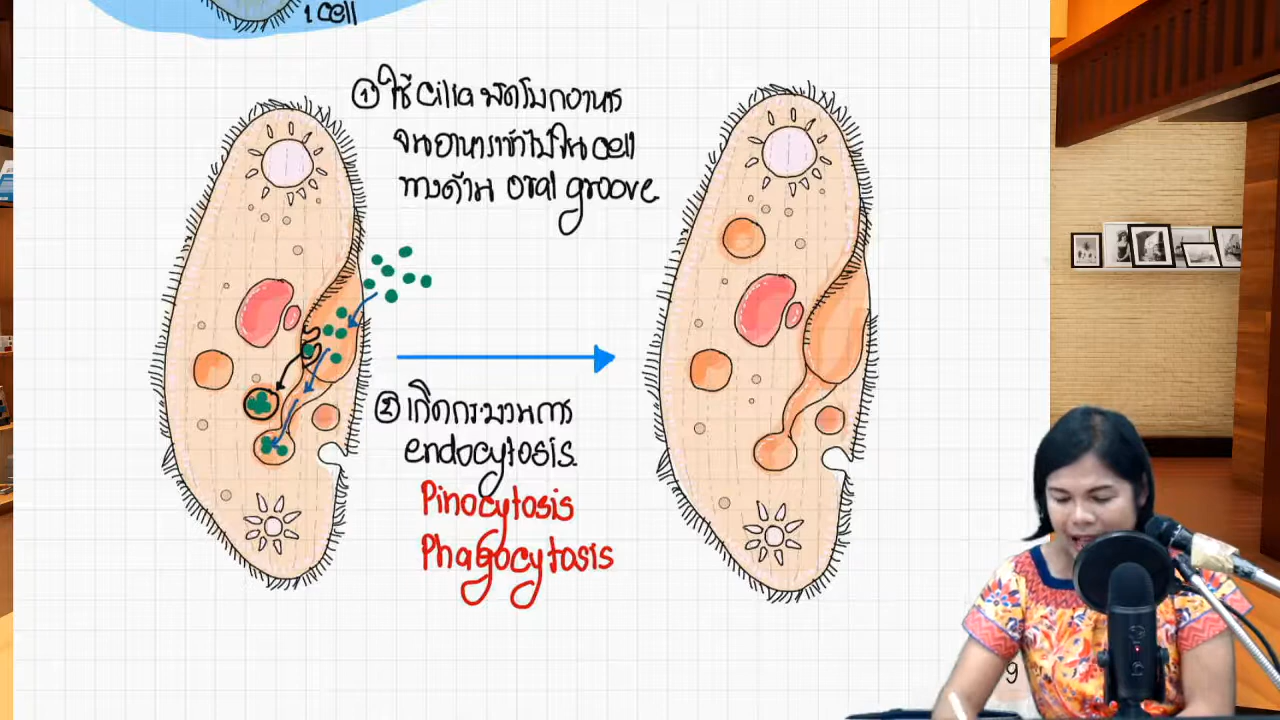 1 cell
① ใช้ cilia พัดโบกอาหาร
จนอาหารเข้าไปใน cell
ทางด้าน oral groove
② เกิดกระบวนการ
endocytosis.
Pinocytosis
Phagocytosis
9